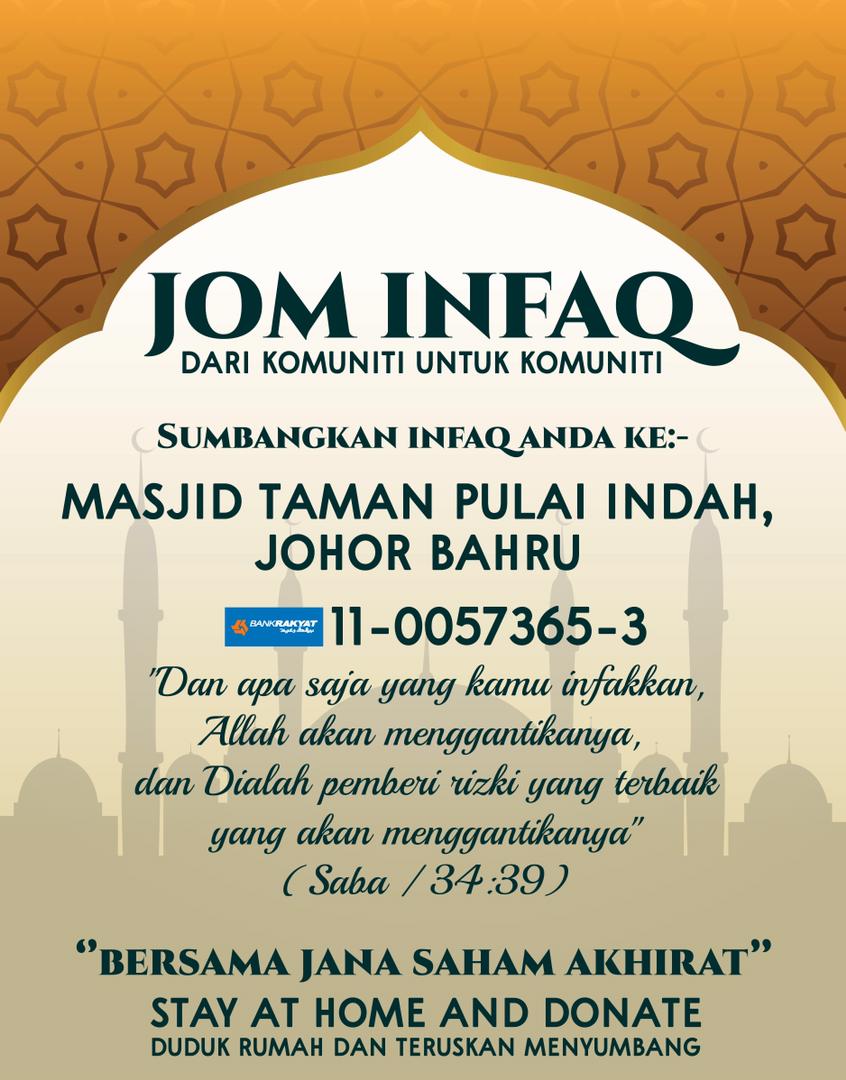 JOM INFAQ
DARI KOMUNITI UNTUK KOMUNITI
SUMBANGKAN INFAQ ANDA KE:-
MASJID TAMAN PULAI INDAH,
JOHOR BAHRU
BANKRAKYAT 11-0057365-3
"Dan apa saja yang kamu infakkan,
Allah akan menggantikanya,
dan Dialah pemberi rizki yang terbaik
yang akan menggantikanya"
( Saba / 34:39 )
"BERSAMA JANA SAHAM AKHIRAT"
STAY AT HOME AND DONATE
DUDUK RUMAH DAN TERUSKAN MENYUMBANG